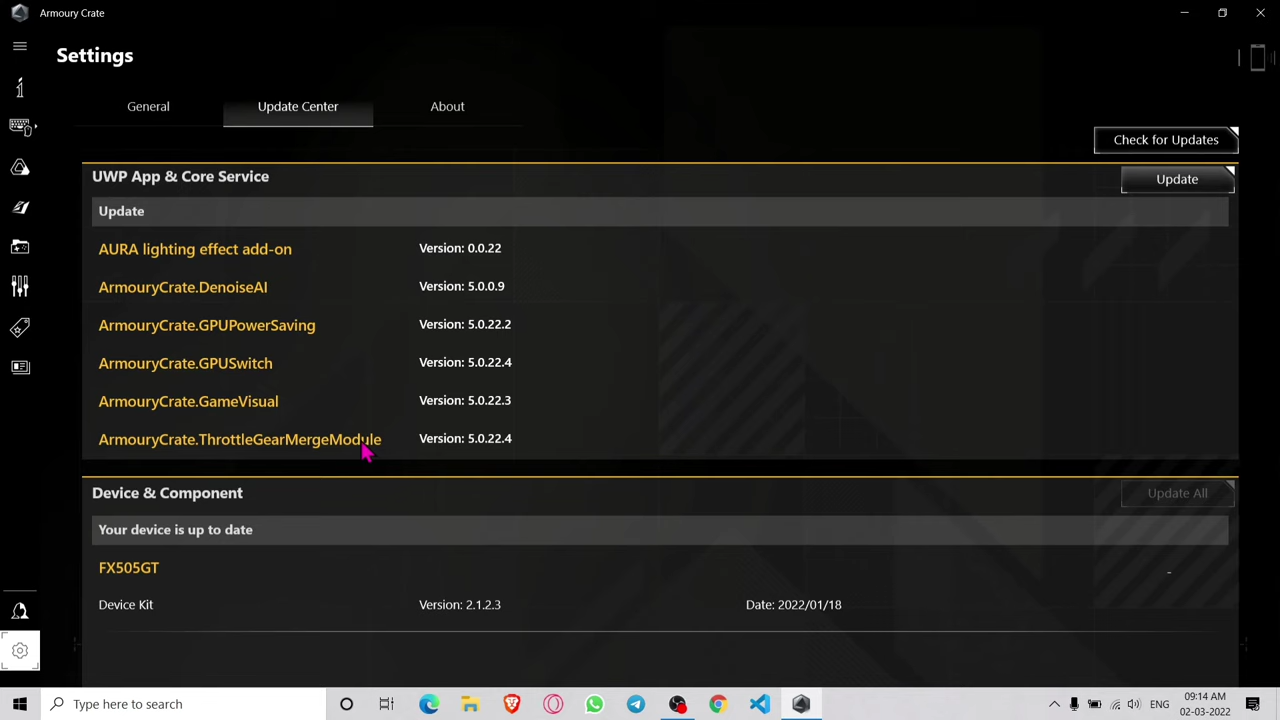 Armoury Crate
Settings
General
Update Center
About
Check for Updates
UWP App & Core Service
Update
Update
AURA lighting effect add-on
Version: 0.0.22
ArmouryCrate.DenoiseAI
Version: 5.0.0.9
ArmouryCrate.GPUPowerSaving
Version: 5.0.22.2
ArmouryCrate.GPUSwitch
Version: 5.0.22.4
ArmouryCrate.GameVisual
Version: 5.0.22.3
ArmouryCrate.ThrottleGearMergeModule
Version: 5.0.22.4
Device & Component
Update All
Your device is up to date
FX505GT
-
Device Kit
Version: 2.1.2.3
Date: 2022/01/18
Type here to search
ENG
09:14 AM
02-03-2022